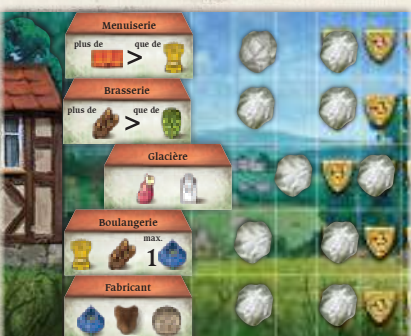 Menuiserie
plus de > que de
Brasserie
plus de > que de
Glacière
Boulangerie
max.
1
Fabricant